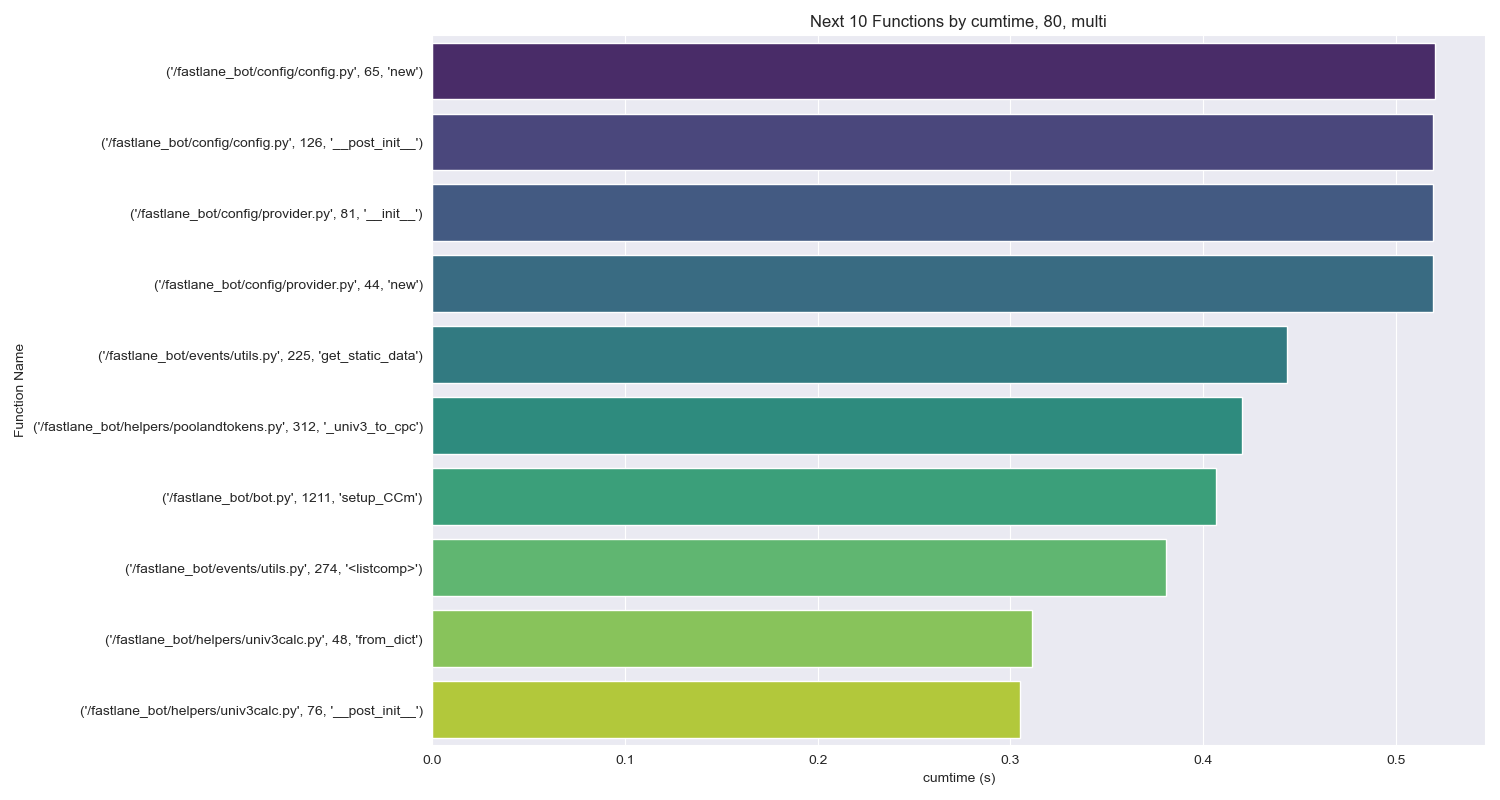 Next 10 Functions by cumtime, 80, multi
Function Name
('/fastlane_bot/config/config.py', 65, 'new')
('/fastlane_bot/config/config.py', 126, '__post_init__')
('/fastlane_bot/config/provider.py', 81, '__init__')
('/fastlane_bot/config/provider.py', 44, 'new')
('/fastlane_bot/events/utils.py', 225, 'get_static_data')
('/fastlane_bot/helpers/poolandtokens.py', 312, '_univ3_to_cpc')
('/fastlane_bot/bot.py', 1211, 'setup_CCm')
('/fastlane_bot/events/utils.py', 274, '<listcomp>')
('/fastlane_bot/helpers/univ3calc.py', 48, 'from_dict')
('/fastlane_bot/helpers/univ3calc.py', 76, '__post_init__')
0.0 0.1 0.2 0.3 0.4 0.5
cumtime (s)